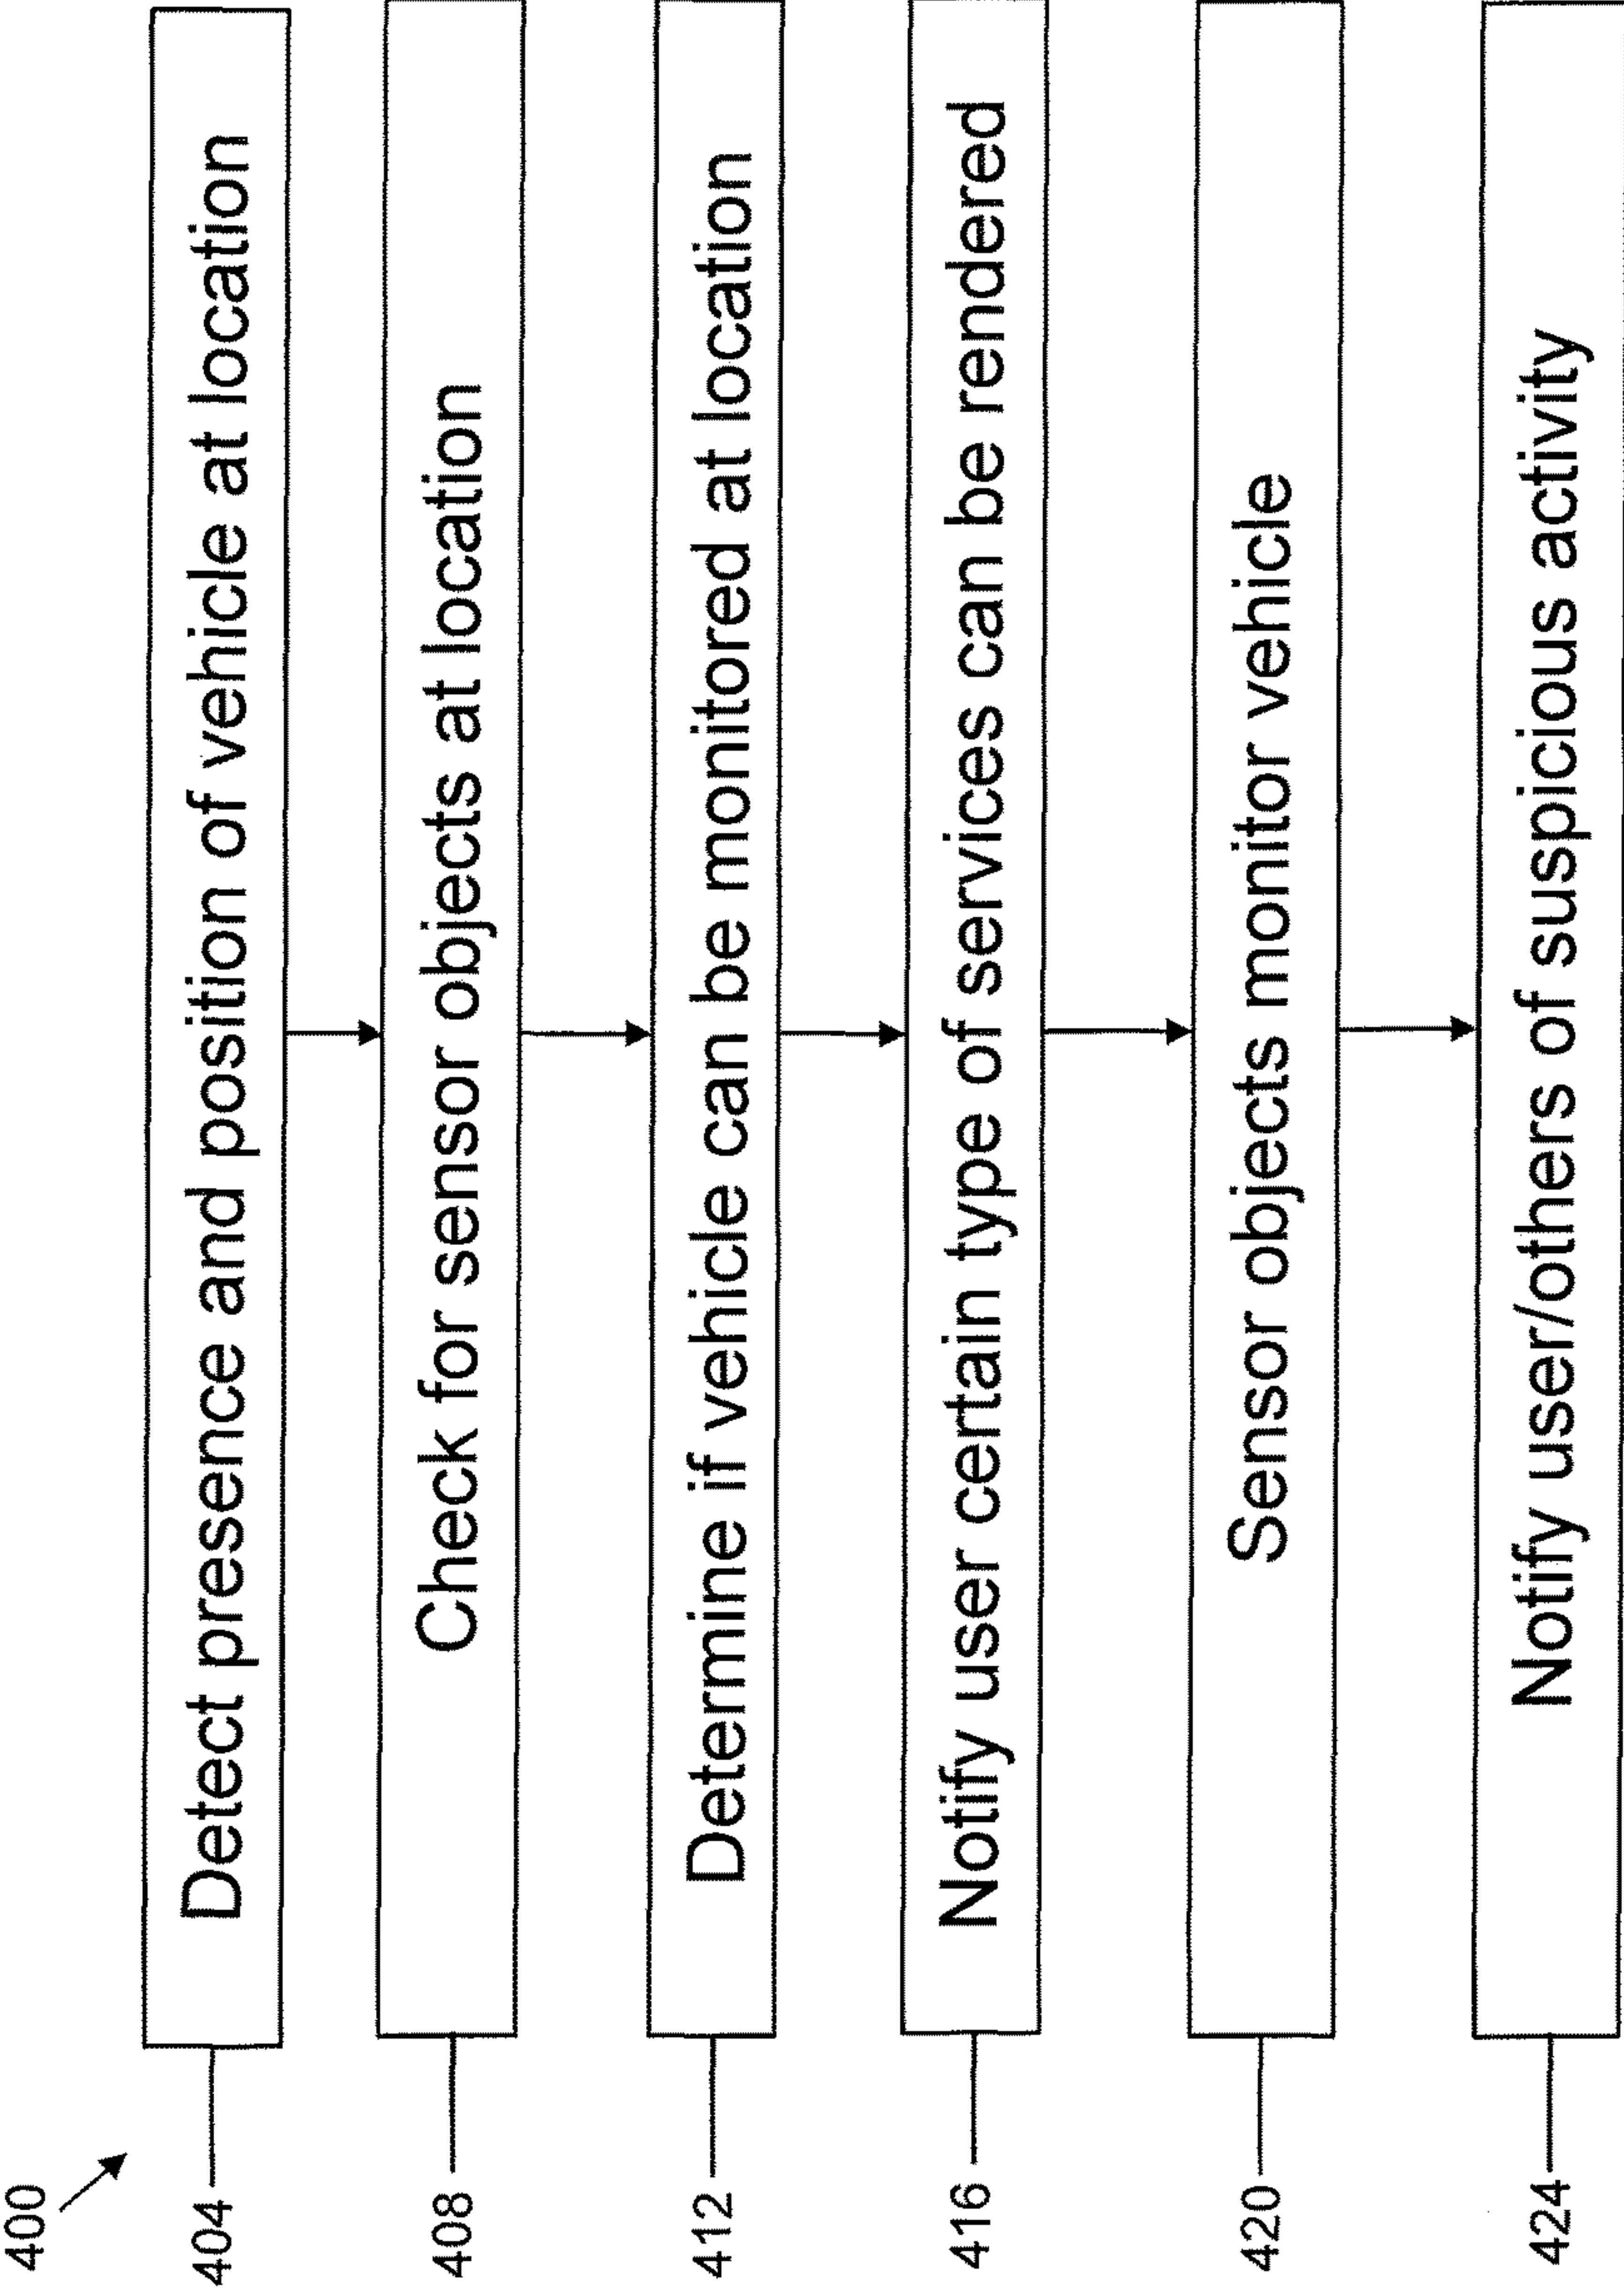 400
404
Detect presence and position of vehicle at location
408
Check for sensor objects at location
412
Determine if vehicle can be monitored at location
416
Notify user certain type of services can be rendered
420
Sensor objects monitor vehicle
424
Notify user/others of suspicious activity